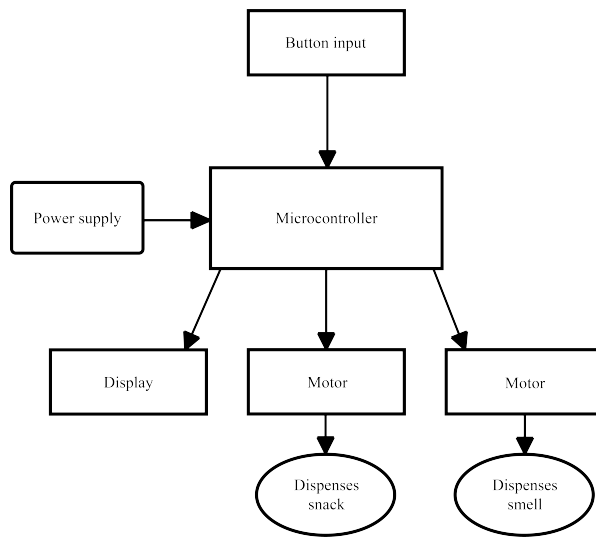 Button input
Power supply
Microcontroller
Display
Motor
Motor
Dispenses
snack
Dispenses
smell